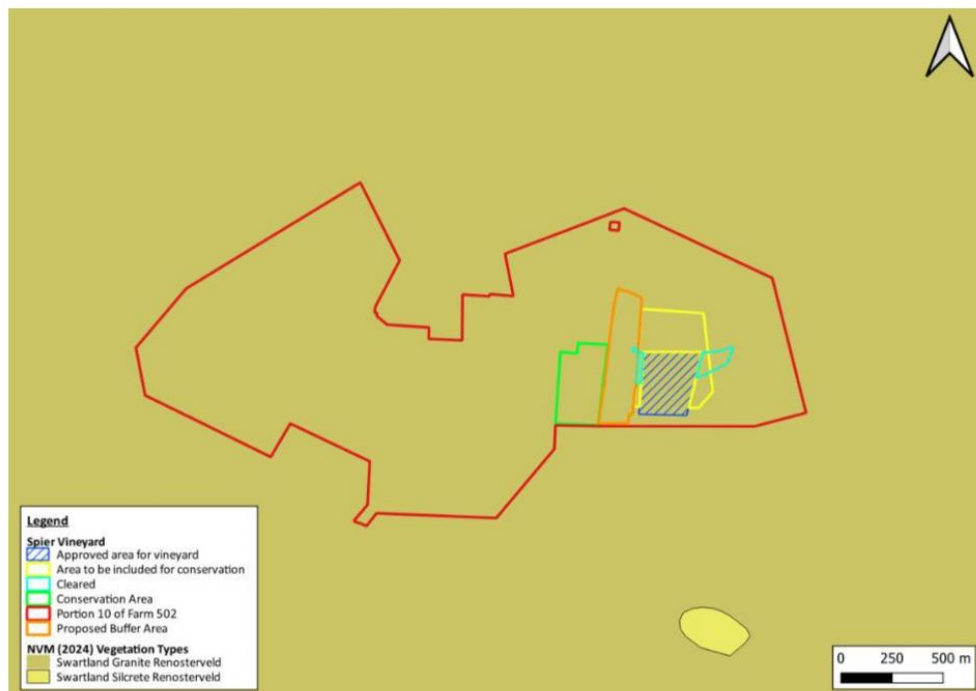 Legend
Spier Vineyard
Approved area for vineyard
Area to be included for conservation
Cleared
Conservation Area
Portion 10 of Farm 502
Proposed Buffer Area
NVM (2024) Vegetation Types
Swartland Granite Renosterveld
Swartland Silcrete Renosterveld
0 250 500 m